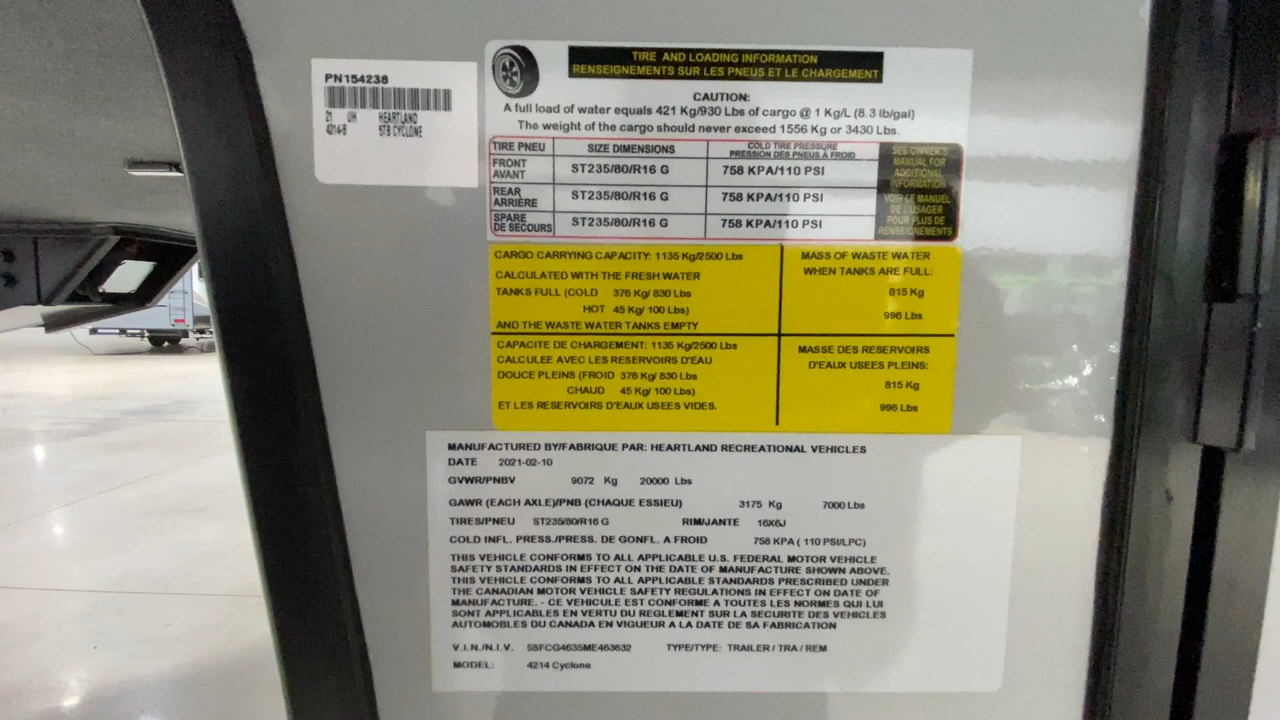 PN154238
21 UH HEARTLAND
4214-B 5TB CYCLONE
TIRE AND LOADING INFORMATION
RENSEIGNEMENTS SUR LES PNEUS ET LE CHARGEMENT
CAUTION:
A full load of water equals 421 Kg/930 Lbs of cargo @ 1 Kg/L (8.3 lb/gal)
The weight of the cargo should never exceed 1556 Kg or 3430 Lbs.
TIRE PNEU SIZE DIMENSIONS COLD TIRE PRESSURE
PRESSION DES PNEUS À FROID
FRONT
AVANT ST235/80/R16 G 758 KPA/110 PSI
REAR
ARRIÈRE ST235/80/R16 G 758 KPA/110 PSI
SPARE
DE SECOURS ST235/80/R16 G 758 KPA/110 PSI
SEE OWNER'S
MANUAL FOR
ADDITIONAL
INFORMATION
VOIR LE MANUEL
DE L'USAGER
POUR PLUS DE
RENSEIGNEMENTS
CARGO CARRYING CAPACITY: 1135 Kg/2500 Lbs
CALCULATED WITH THE FRESH WATER
TANKS FULL (COLD 376 Kg/ 830 Lbs
HOT 45 Kg/ 100 Lbs)
AND THE WASTE WATER TANKS EMPTY
MASS OF WASTE WATER
WHEN TANKS ARE FULL:
815 Kg
996 Lbs
CAPACITE DE CHARGEMENT: 1135 Kg/2500 Lbs
CALCULEE AVEC LES RESERVOIRS D'EAU
DOUCE PLEINS (FROID 376 Kg/ 830 Lbs
CHAUD 45 Kg/ 100 Lbs)
ET LES RESERVOIRS D'EAUX USEES VIDES.
MASSE DES RESERVOIRS
D'EAUX USEES PLEINS:
815 Kg
996 Lbs
MANUFACTURED BY/FABRIQUE PAR: HEARTLAND RECREATIONAL VEHICLES
DATE 2021-02-10
GVWR/PNBV 9072 Kg 20000 Lbs
GAWR (EACH AXLE)/PNB (CHAQUE ESSIEU) 3175 Kg 7000 Lbs
TIRES/PNEU ST235/80/R16 G RIM/JANTE 16X6J
COLD INFL. PRESS./PRESS. DE GONFL. A FROID 758 KPA ( 110 PSI/LPC)
THIS VEHICLE CONFORMS TO ALL APPLICABLE U.S. FEDERAL MOTOR VEHICLE
SAFETY STANDARDS IN EFFECT ON THE DATE OF MANUFACTURE SHOWN ABOVE.
THIS VEHICLE CONFORMS TO ALL APPLICABLE STANDARDS PRESCRIBED UNDER
THE CANADIAN MOTOR VEHICLE SAFETY REGULATIONS IN EFFECT ON DATE OF
MANUFACTURE. - CE VEHICULE EST CONFORME A TOUTES LES NORMES QUI LUI
SONT APPLICABLES EN VERTU DU REGLEMENT SUR LA SECURITE DES VEHICLES
AUTOMOBILES DU CANADA EN VIGUEUR A LA DATE DE SA FABRICATION
V.I.N./N.I.V. 5SFCG4635ME463632 TYPE/TYPE: TRAILER / TRA / REM
MODEL: 4214 Cyclone